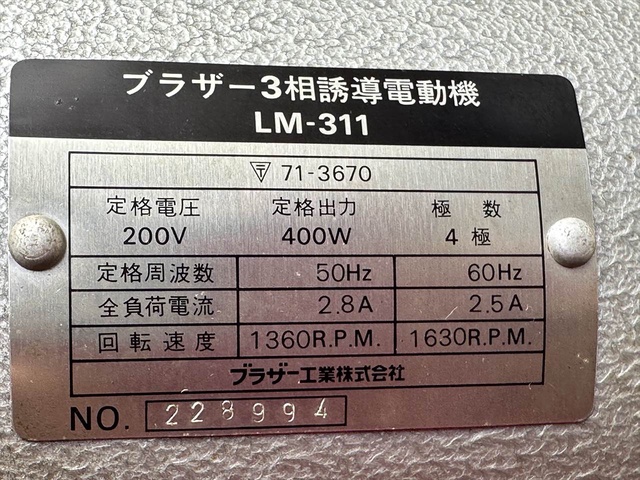 ブラザー3相誘導電動機
LM-311
〒 71-3670
定格電圧 定格出力 極数
200V 400W 4極
定格周波数 50Hz 60Hz
全負荷電流 2.8A 2.5A
回転速度 1360R.P.M. 1630R.P.M.
ブラザー工業株式会社
NO. 228994